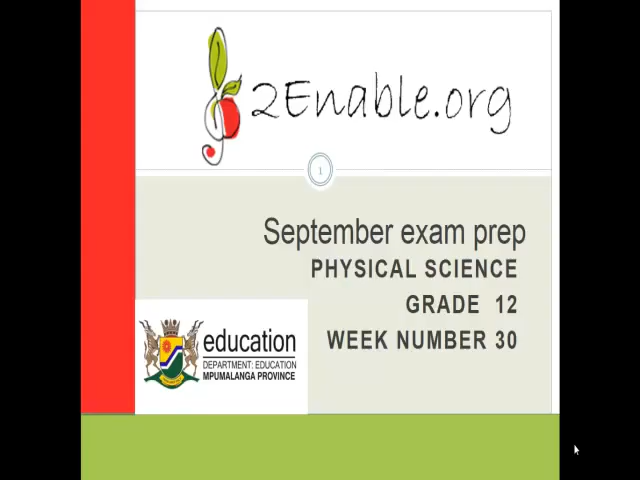 2Enable.org
1
September exam prep
PHYSICAL SCIENCE
GRADE 12
WEEK NUMBER 30
education
DEPARTMENT: EDUCATION
MPUMALANGA PROVINCE